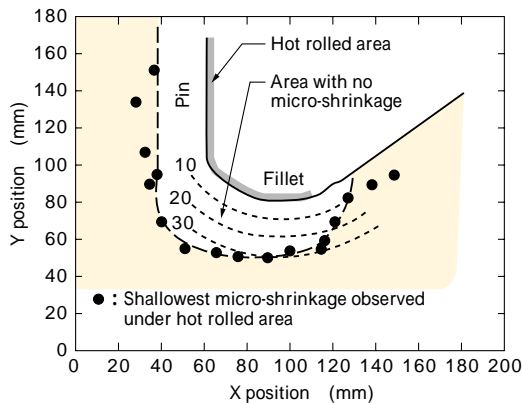 180
160
140
120
100
80
60
40
20
0
Y position (mm)
Hot rolled area
Area with no
micro-shrinkage
Pin
Fillet
10
20
30
● : Shallowest micro-shrinkage observed
under hot rolled area
0 20 40 60 80 100 120 140 160 180 200
X position (mm)